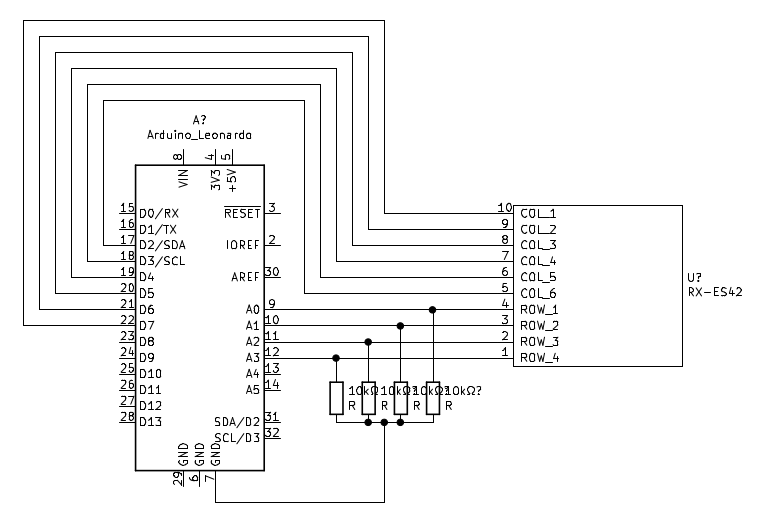 A?
Arduino_Leonardo
8 VIN
4 3V3
5 +5V
15 D0/RX
16 D1/TX
17 D2/SDA
18 D3/SCL
19 D4
20 D5
21 D6
22 D7
23 D8
24 D9
25 D10
26 D11
27 D12
28 D13
RESET 3
IOREF 2
AREF 30
A0 9
A1 10
A2 11
A3 12
A4 13
A5 14
SDA/D2 31
SCL/D3 32
29 GND
6 GND
7 GND
10kΩ? 10kΩ? 10kΩ? 10kΩ?
R R R R
10 COL_1
9 COL_2
8 COL_3
7 COL_4
6 COL_5
5 COL_6
4 ROW_1
3 ROW_2
2 ROW_3
1 ROW_4
U?
RX-ES42